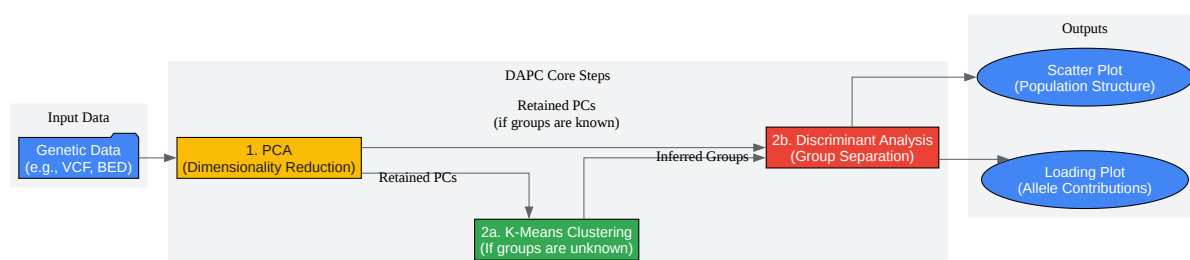 Input Data
Genetic Data
(e.g., VCF, BED)
DAPC Core Steps
1. PCA
(Dimensionality Reduction)
Retained PCs
(if groups are known)
Retained PCs
2a. K-Means Clustering
(If groups are unknown)
Inferred Groups
2b. Discriminant Analysis
(Group Separation)
Outputs
Scatter Plot
(Population Structure)
Loading Plot
(Allele Contributions)